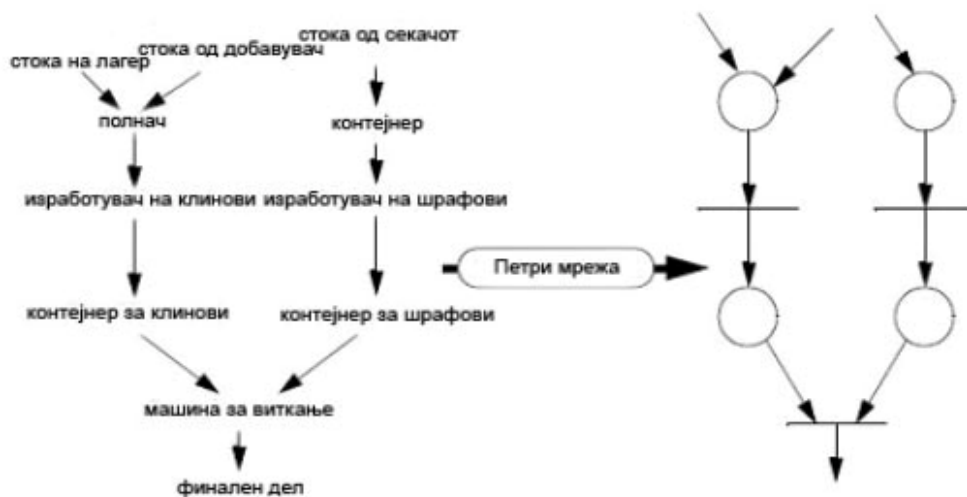 стока од секачот
стока од добавувач
стока на лагер
полнач
контејнер
изработувач на клинови
изработувач на шрафови
Петри мрежа
контејнер за клинови
контејнер за шрафови
машина за виткање
финален дел